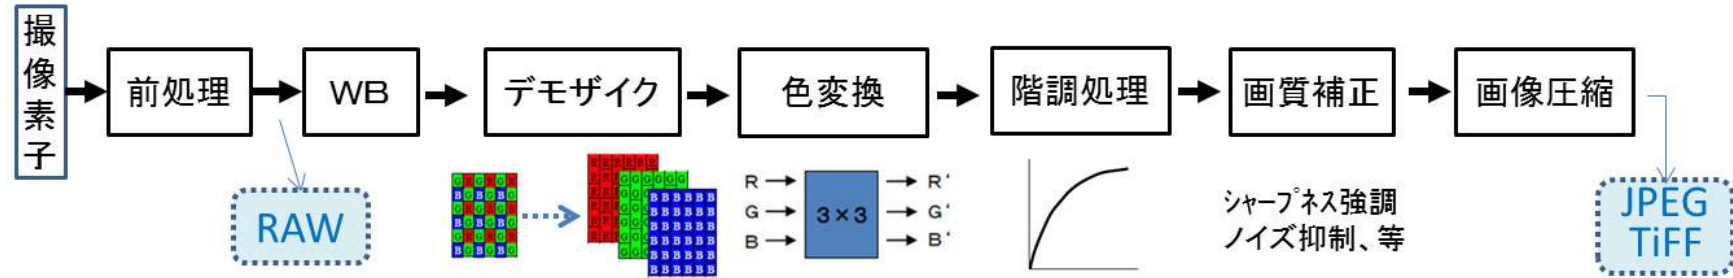 撮像素子
前処理
WB
デモザイク
色変換
階調処理
画質補正
画像圧縮
RAW
R R'
G 3×3 G'
B B'
シャープネス強調
ノイズ抑制、等
JPEG
TiFF